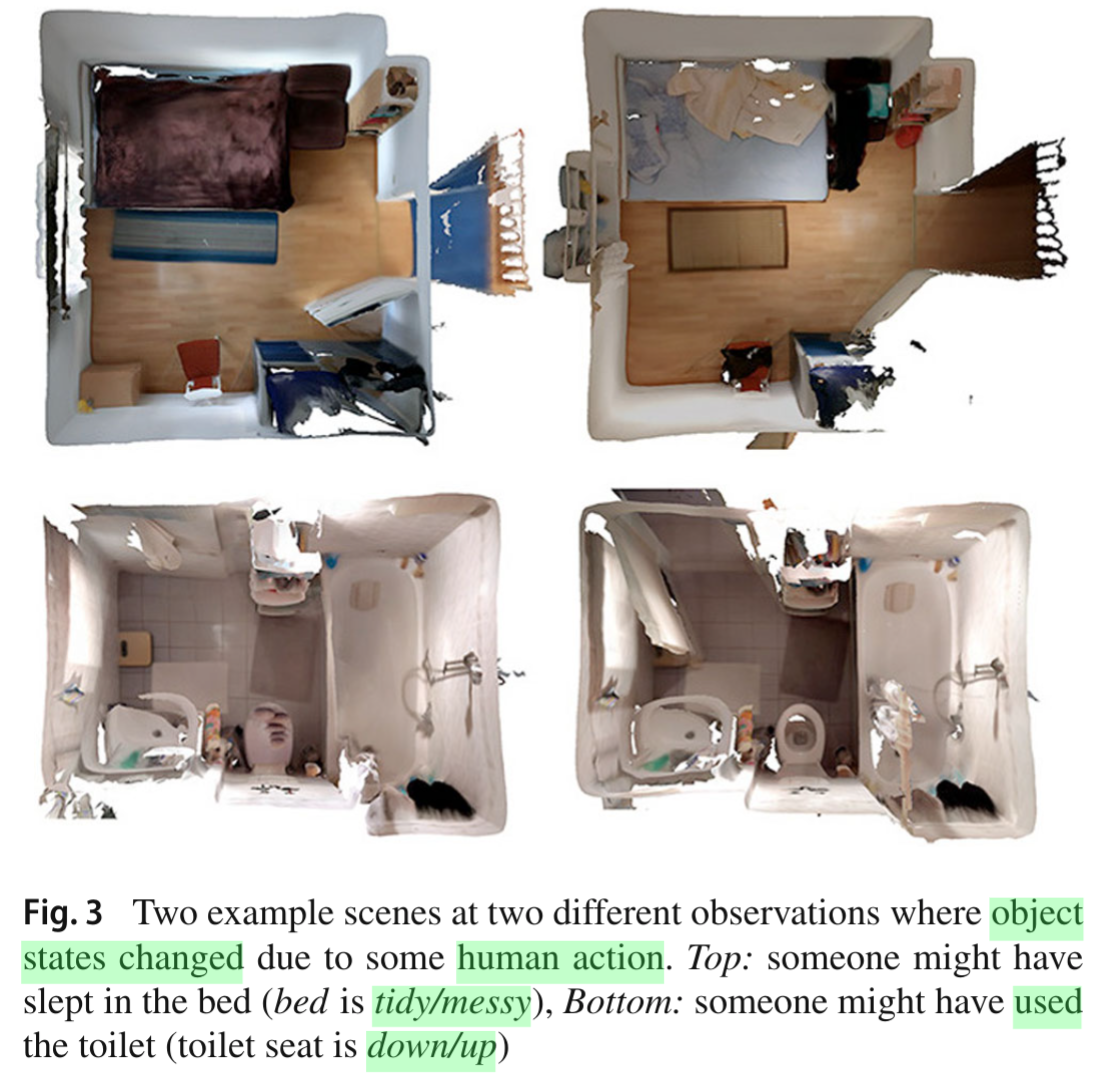 Fig. 3 Two example scenes at two different observations where object
states changed due to some human action. Top: someone might have
slept in the bed (bed is tidy/messy), Bottom: someone might have used
the toilet (toilet seat is down/up)